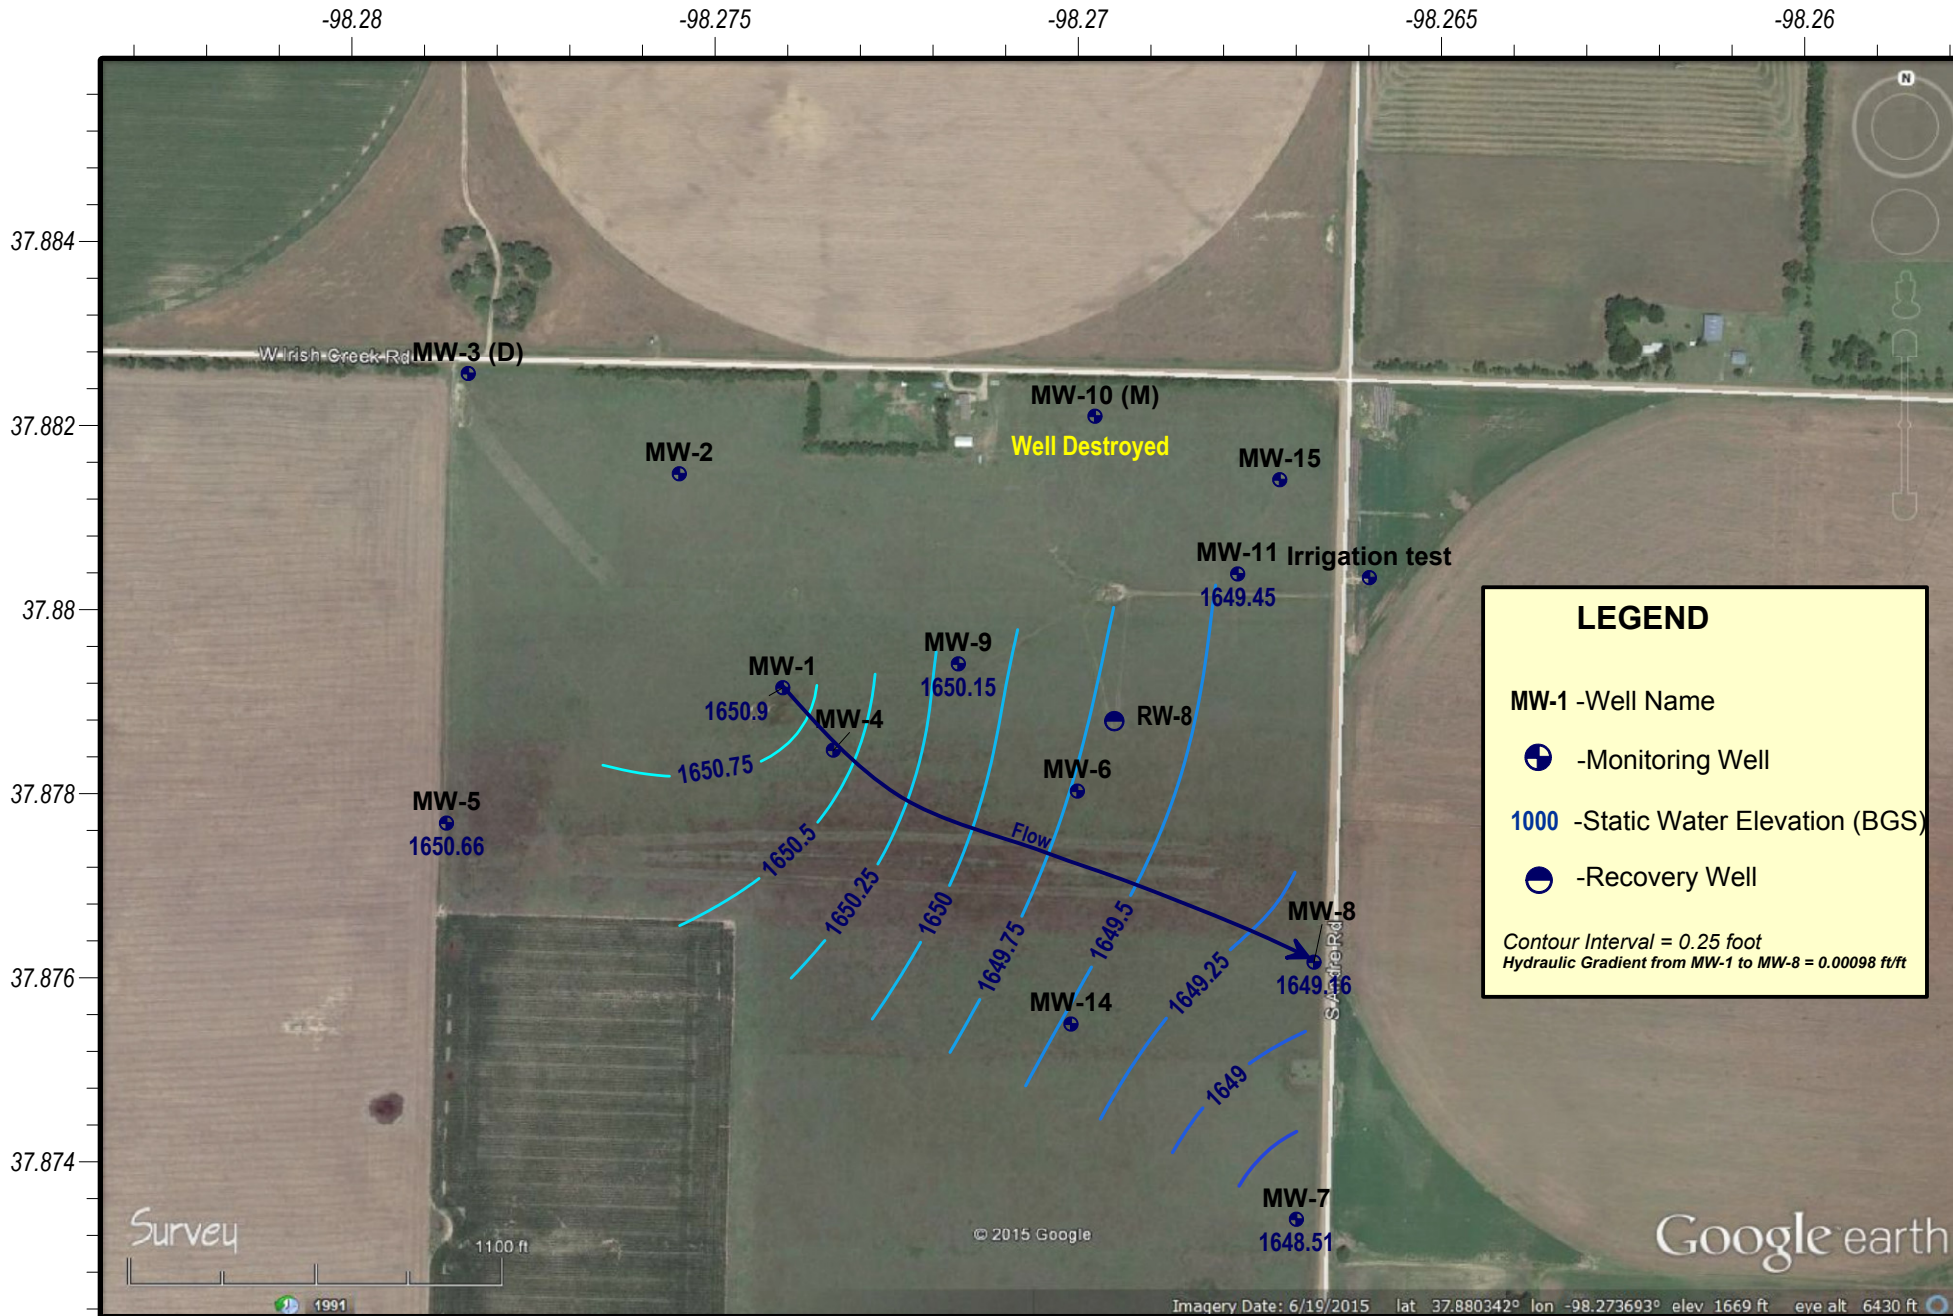 -98.28
-98.275
-98.27
-98.265
-98.26
N
37.884
37.882
37.88
37.878
37.876
37.874
W Irish Creek Rd
MW-3 (D)
MW-10 (M)
Well Destroyed
MW-2
MW-15
MW-11
1649.45
Irrigation test
MW-9
1650.15
MW-1
1650.9
MW-4
RW-8
MW-6
MW-5
1650.66
1650.75
1650.5
1650.25
1650
1649.75
1649.5
1649.25
1649
Flow
MW-8
1649.16
S Andre Rd
MW-14
MW-7
1648.51
LEGEND
MW-1 -Well Name
-Monitoring Well
1000 -Static Water Elevation (BGS)
-Recovery Well
Contour Interval = 0.25 foot
Hydraulic Gradient from MW-1 to MW-8 = 0.00098 ft/ft
Survey
1100 ft
© 2015 Google
Google earth
1991
Imagery Date: 6/19/2015 lat 37.880342° lon -98.273693° elev 1669 ft eye alt 6430 ft